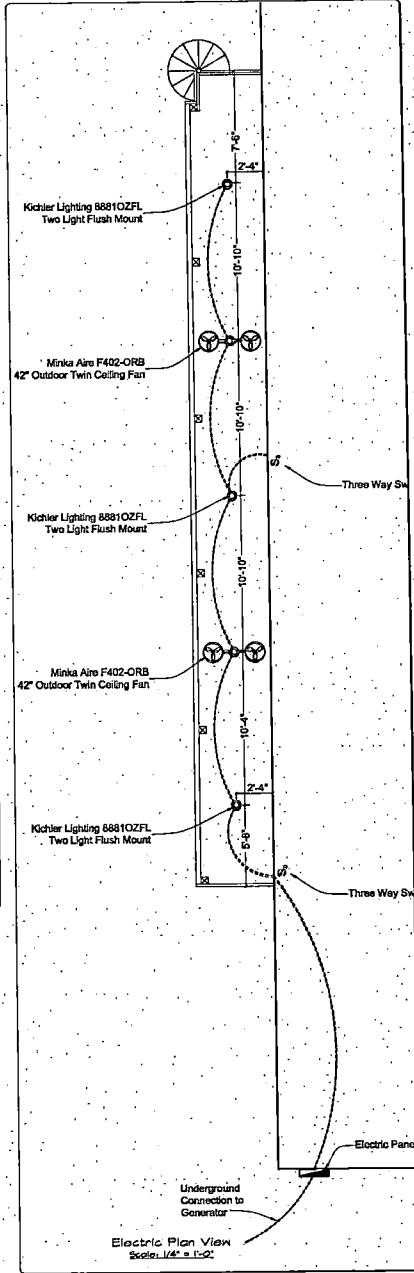 7'-6"
2'-4"
Kichler Lighting 8881OZFL
Two Light Flush Mount
10'-10"
Minka Aire F402-ORB
42" Outdoor Twin Ceiling Fan
10'-10"
S3
Three Way Sw
Kichler Lighting 8881OZFL
Two Light Flush Mount
10'-10"
Minka Aire F402-ORB
42" Outdoor Twin Ceiling Fan
10'-4"
2'-4"
Kichler Lighting 8881OZFL
Two Light Flush Mount
5'-8"
S3
Three Way Sw
Electric Pane
Underground
Connection to
Generator
Electric Plan View
Scale: 1/4" = 1'-0"